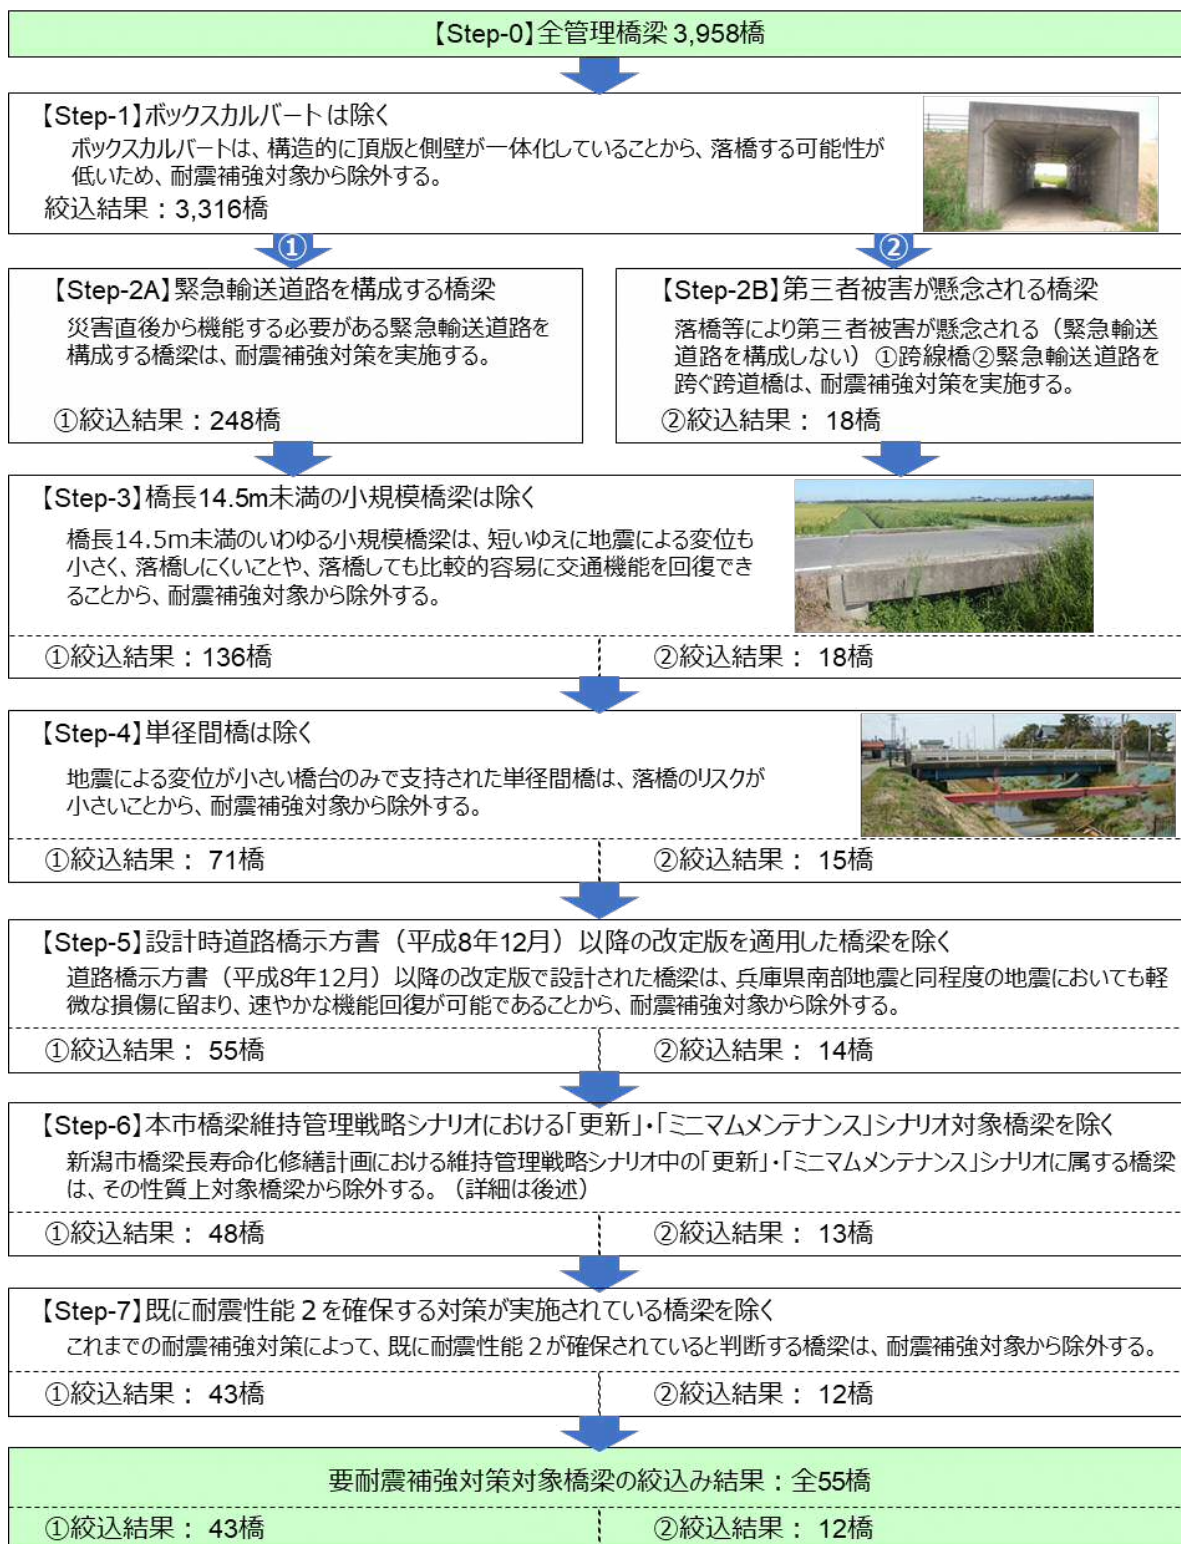 【Step-0】全管理橋梁 3,958橋
【Step-1】ボックスカルバートは除く
ボックスカルバートは、構造的に頂版と側壁が一体化していることから、落橋する可能性が
低いため、耐震補強対象から除外する。
絞込結果：3,316橋
①
②
【Step-2A】緊急輸送道路を構成する橋梁
災害直後から機能する必要がある緊急輸送道路を
構成する橋梁は、耐震補強対策を実施する。
①絞込結果：248橋
【Step-2B】第三者被害が懸念される橋梁
落橋等により第三者被害が懸念される（緊急輸送
道路を構成しない）①跨線橋②緊急輸送道路を
跨ぐ跨道橋は、耐震補強対策を実施する。
②絞込結果： 18橋
【Step-3】橋長14.5m未満の小規模橋梁は除く
橋長14.5m未満のいわゆる小規模橋梁は、短いゆえに地震による変位も
小さく、落橋しにくいことや、落橋しても比較的容易に交通機能を回復でき
ることから、耐震補強対象から除外する。
①絞込結果：136橋
②絞込結果： 18橋
【Step-4】単径間橋は除く
地震による変位が小さい橋台のみで支持された単径間橋は、落橋のリスクが
小さいことから、耐震補強対象から除外する。
①絞込結果： 71橋
②絞込結果： 15橋
【Step-5】設計時道路橋示方書（平成8年12月）以降の改定版を適用した橋梁を除く
道路橋示方書（平成8年12月）以降の改定版で設計された橋梁は、兵庫県南部地震と同程度の地震においても軽
微な損傷に留まり、速やかな機能回復が可能であることから、耐震補強対象から除外する。
①絞込結果： 55橋
②絞込結果： 14橋
【Step-6】本市橋梁維持管理戦略シナリオにおける「更新」・「ミニマムメンテナンス」シナリオ対象橋梁を除く
新潟市橋梁長寿命化修繕計画における維持管理戦略シナリオ中の「更新」・「ミニマムメンテナンス」シナリオに属する橋梁
は、その性質上対象橋梁から除外する。（詳細は後述）
①絞込結果： 48橋
②絞込結果： 13橋
【Step-7】既に耐震性能２を確保する対策が実施されている橋梁を除く
これまでの耐震補強対策によって、既に耐震性能２が確保されていると判断する橋梁は、耐震補強対象から除外する。
①絞込結果： 43橋
②絞込結果： 12橋
要耐震補強対策対象橋梁の絞込み結果：全55橋
①絞込結果： 43橋
②絞込結果： 12橋